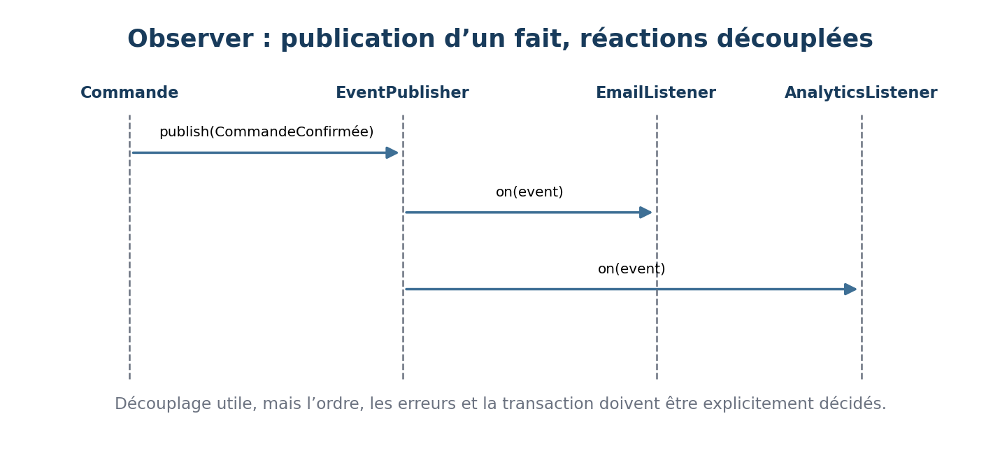 Observer : publication d’un fait, réactions découplées
Commande
EventPublisher
EmailListener
AnalyticsListener
publish(CommandeConfirmée)
on(event)
on(event)
Découplage utile, mais l’ordre, les erreurs et la transaction doivent être explicitement décidés.